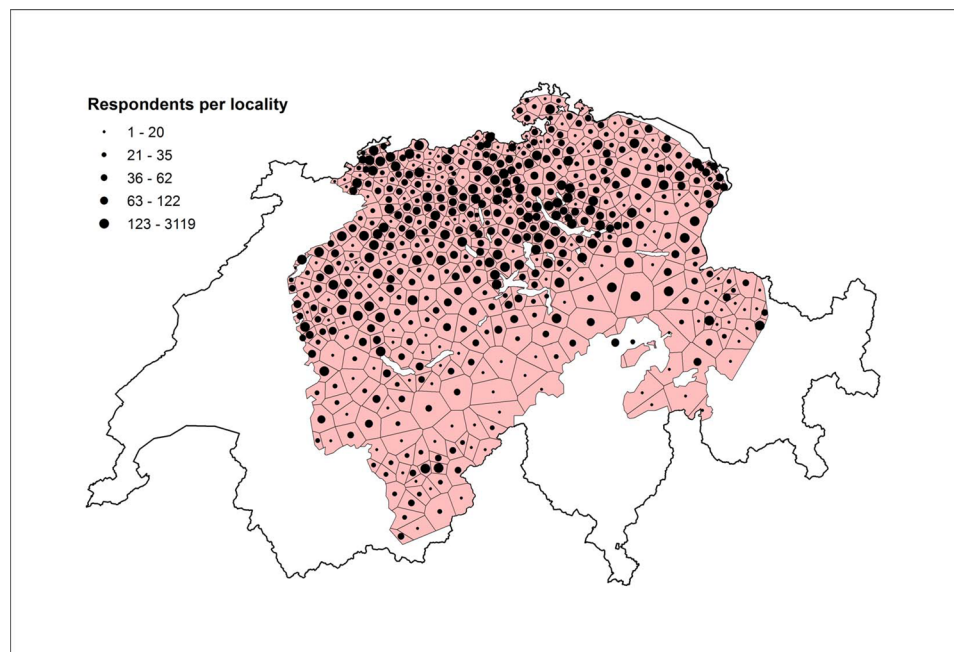 Respondents per locality
1 - 20
21 - 35
36 - 62
63 - 122
123 - 3119